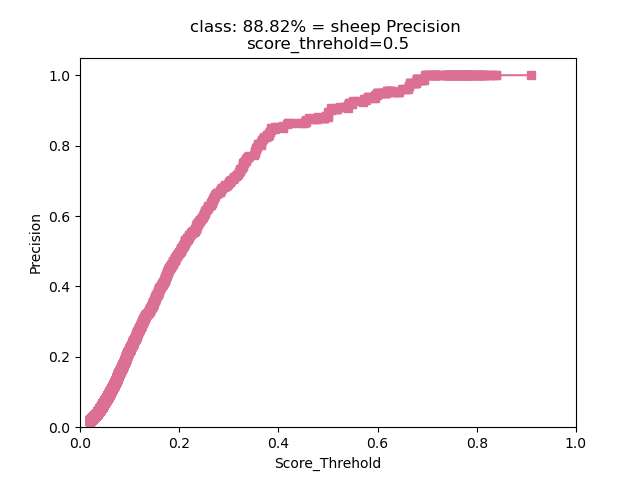 class: 88.82% = sheep Precision
score_threhold=0.5
1.0
0.8
0.6
0.4
0.2
0.0
Precision
0.0 0.2 0.4 0.6 0.8 1.0
Score_Threhold